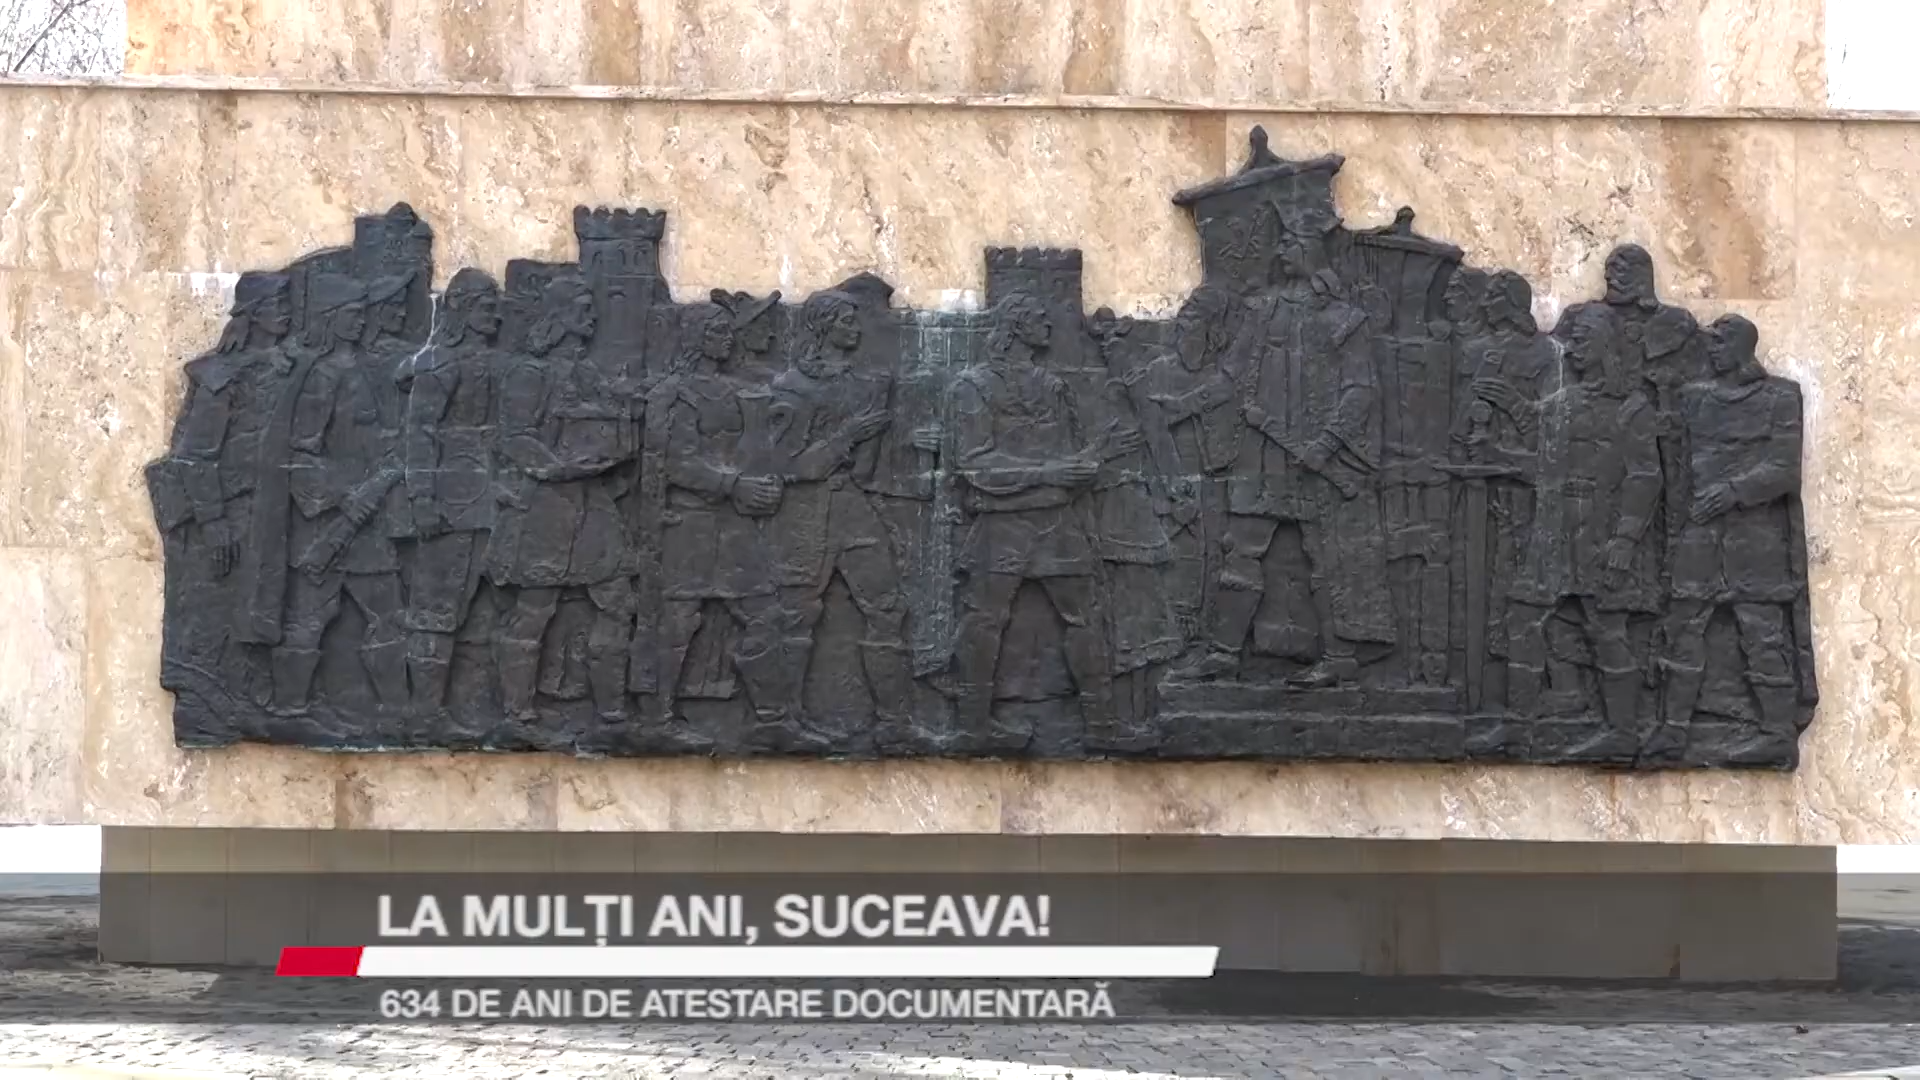 LA MULȚI ANI, SUCEAVA!
634 DE ANI DE ATESTARE DOCUMENTARĂ